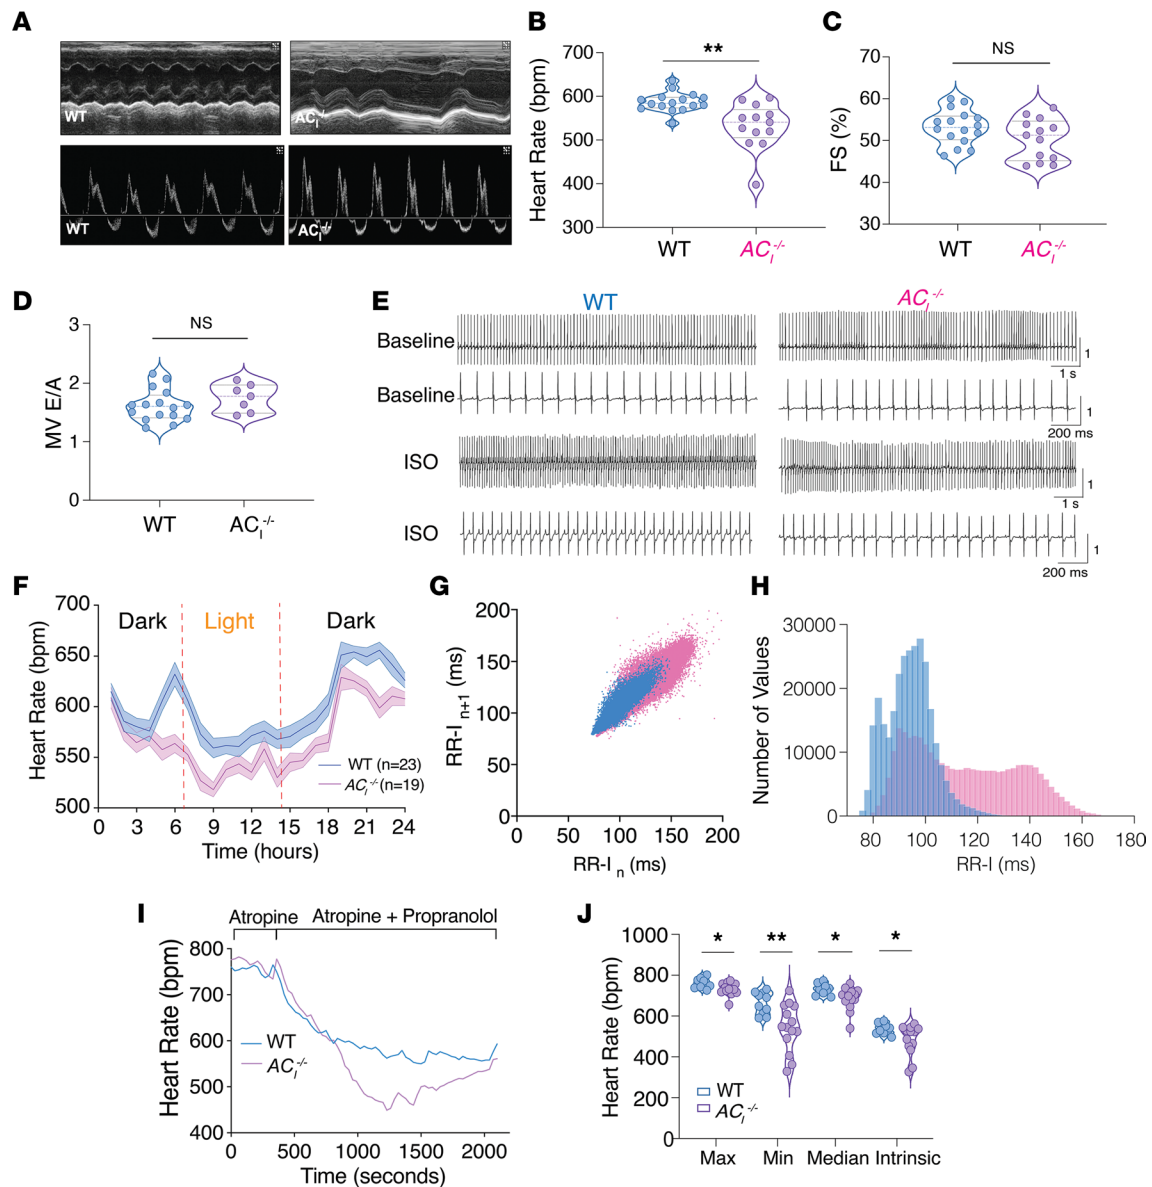 A
WT
AC I -/-
WT
AC I -/-
B
Heart Rate (bpm)
700
600
500
400
300
**
WT
AC I -/-
C
FS (%)
70
60
50
40
30
NS
WT
AC I -/-
D
MV E/A
3
2
1
0
NS
WT
AC I -/-
E
WT
AC I -/-
Baseline
1
1 s
Baseline
1
200 ms
ISO
1
1 s
ISO
1
200 ms
F
Heart Rate (bpm)
700
650
600
550
500
Dark
Light
Dark
WT (n=23)
AC I -/- (n=19)
0 3 6 9 12 15 18 21 24
Time (hours)
G
RR-I n+1 (ms)
200
150
100
50
0
0 50 100 150 200
RR-I n (ms)
H
Number of Values
30000
20000
10000
0
80 100 120 140 160 180
RR-I (ms)
I
Atropine
Atropine + Propranolol
Heart Rate (bpm)
800
700
600
500
400
WT
AC I -/-
0 500 1000 1500 2000
Time (seconds)
J
Heart Rate (bpm)
1000
800
600
400
200
0
* ** * *
WT
AC I -/-
Max Min Median Intrinsic